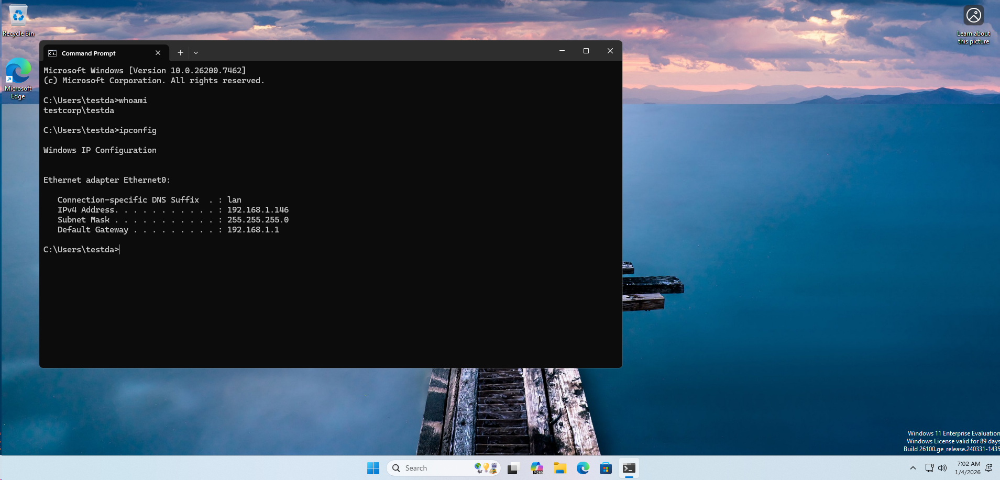 Recycle Bin
Microsoft
Edge
Learn about
this picture
Command Prompt
Microsoft Windows [Version 10.0.26200.7462]
(c) Microsoft Corporation. All rights reserved.
C:\Users\testda>whoami
testcorp\testda
C:\Users\testda>ipconfig
Windows IP Configuration
Ethernet adapter Ethernet0:
Connection-specific DNS Suffix  . : lan
IPv4 Address. . . . . . . . . . . : 192.168.1.146
Subnet Mask . . . . . . . . . . . : 255.255.255.0
Default Gateway . . . . . . . . . : 192.168.1.1
C:\Users\testda>
Windows 11 Enterprise Evaluation
Windows License valid for 89 days
Build 26100.ge_release.240331-1435
Search
M365
7:02 AM
1/4/2026